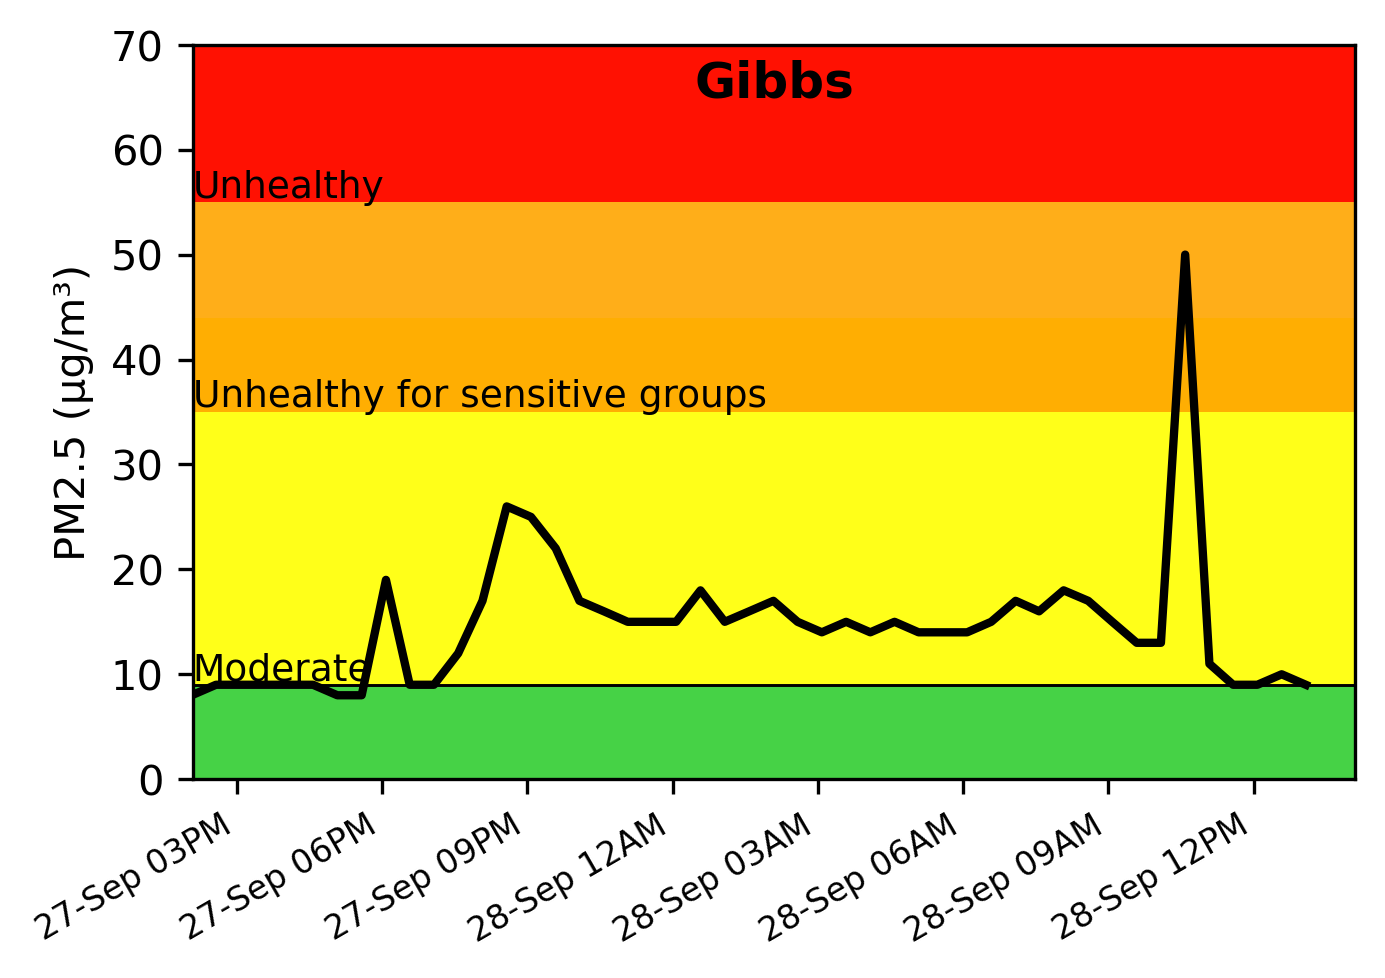 Gibbs
PM2.5 (µg/m³)
70
60
50
40
30
20
10
0
Unhealthy
Unhealthy for sensitive groups
Moderate
27-Sep 03PM
27-Sep 06PM
27-Sep 09PM
28-Sep 12AM
28-Sep 03AM
28-Sep 06AM
28-Sep 09AM
28-Sep 12PM